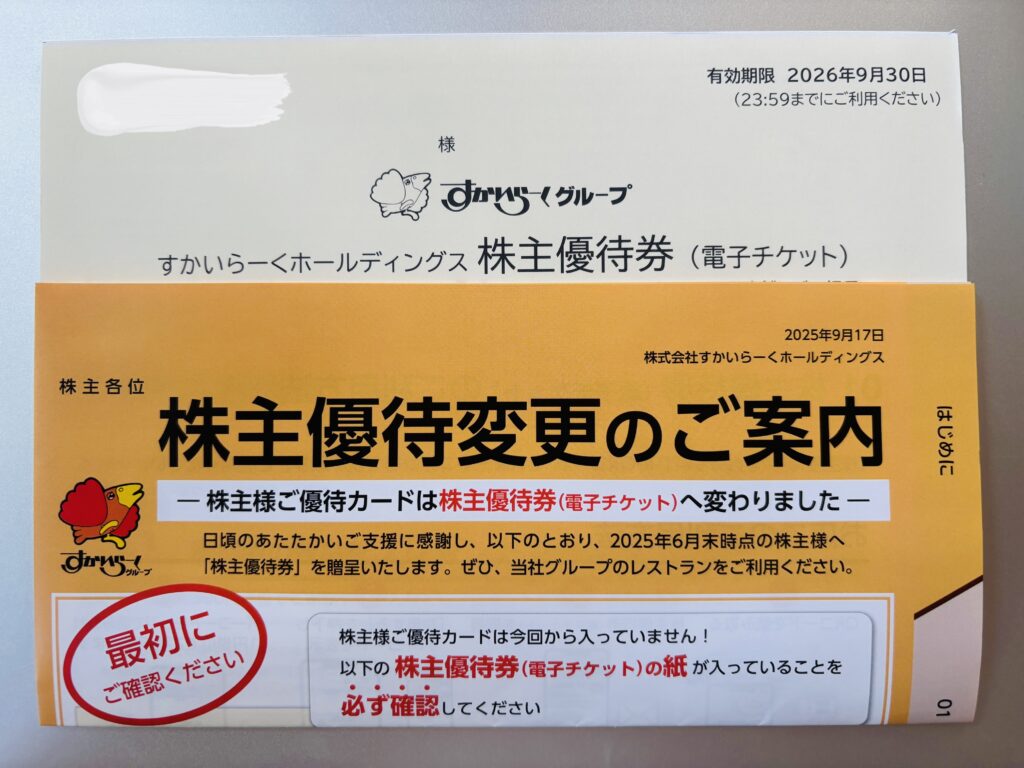 有効期限 2026年9月30日
(23:59までにご利用ください)
様
すかいらーくグループ
すかいらーくホールディングス 株主優待券(電子チケット)
2025年9月17日
株式会社すかいらーくホールディングス
株主各位
株主優待変更のご案内
― 株主様ご優待カードは株主優待券(電子チケット)へ変わりました ―
日頃のあたたかいご支援に感謝し、以下のとおり、2025年6月末時点の株主様へ
「株主優待券」を贈呈いたします。ぜひ、当社グループのレストランをご利用ください。
すかいらーくグループ
最初に
ご確認ください
株主様ご優待カードは今回から入っていません！
以下の 株主優待券(電子チケット)の紙 が入っていることを
必ず確認してください
はじめに
01